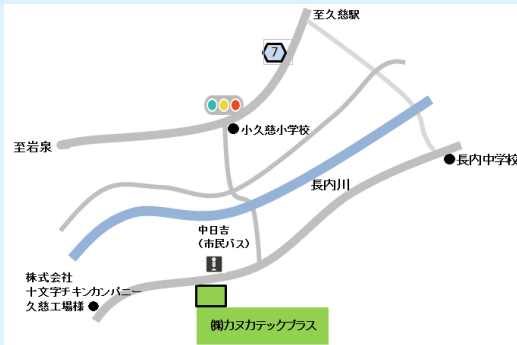 至久慈駅
7
小久慈小学校
至岩泉
長内中学校
長内川
中日吉
（市民バス）
株式会社
十文字チキンカンパニー
久慈工場様
㈱カヌカテックプラス